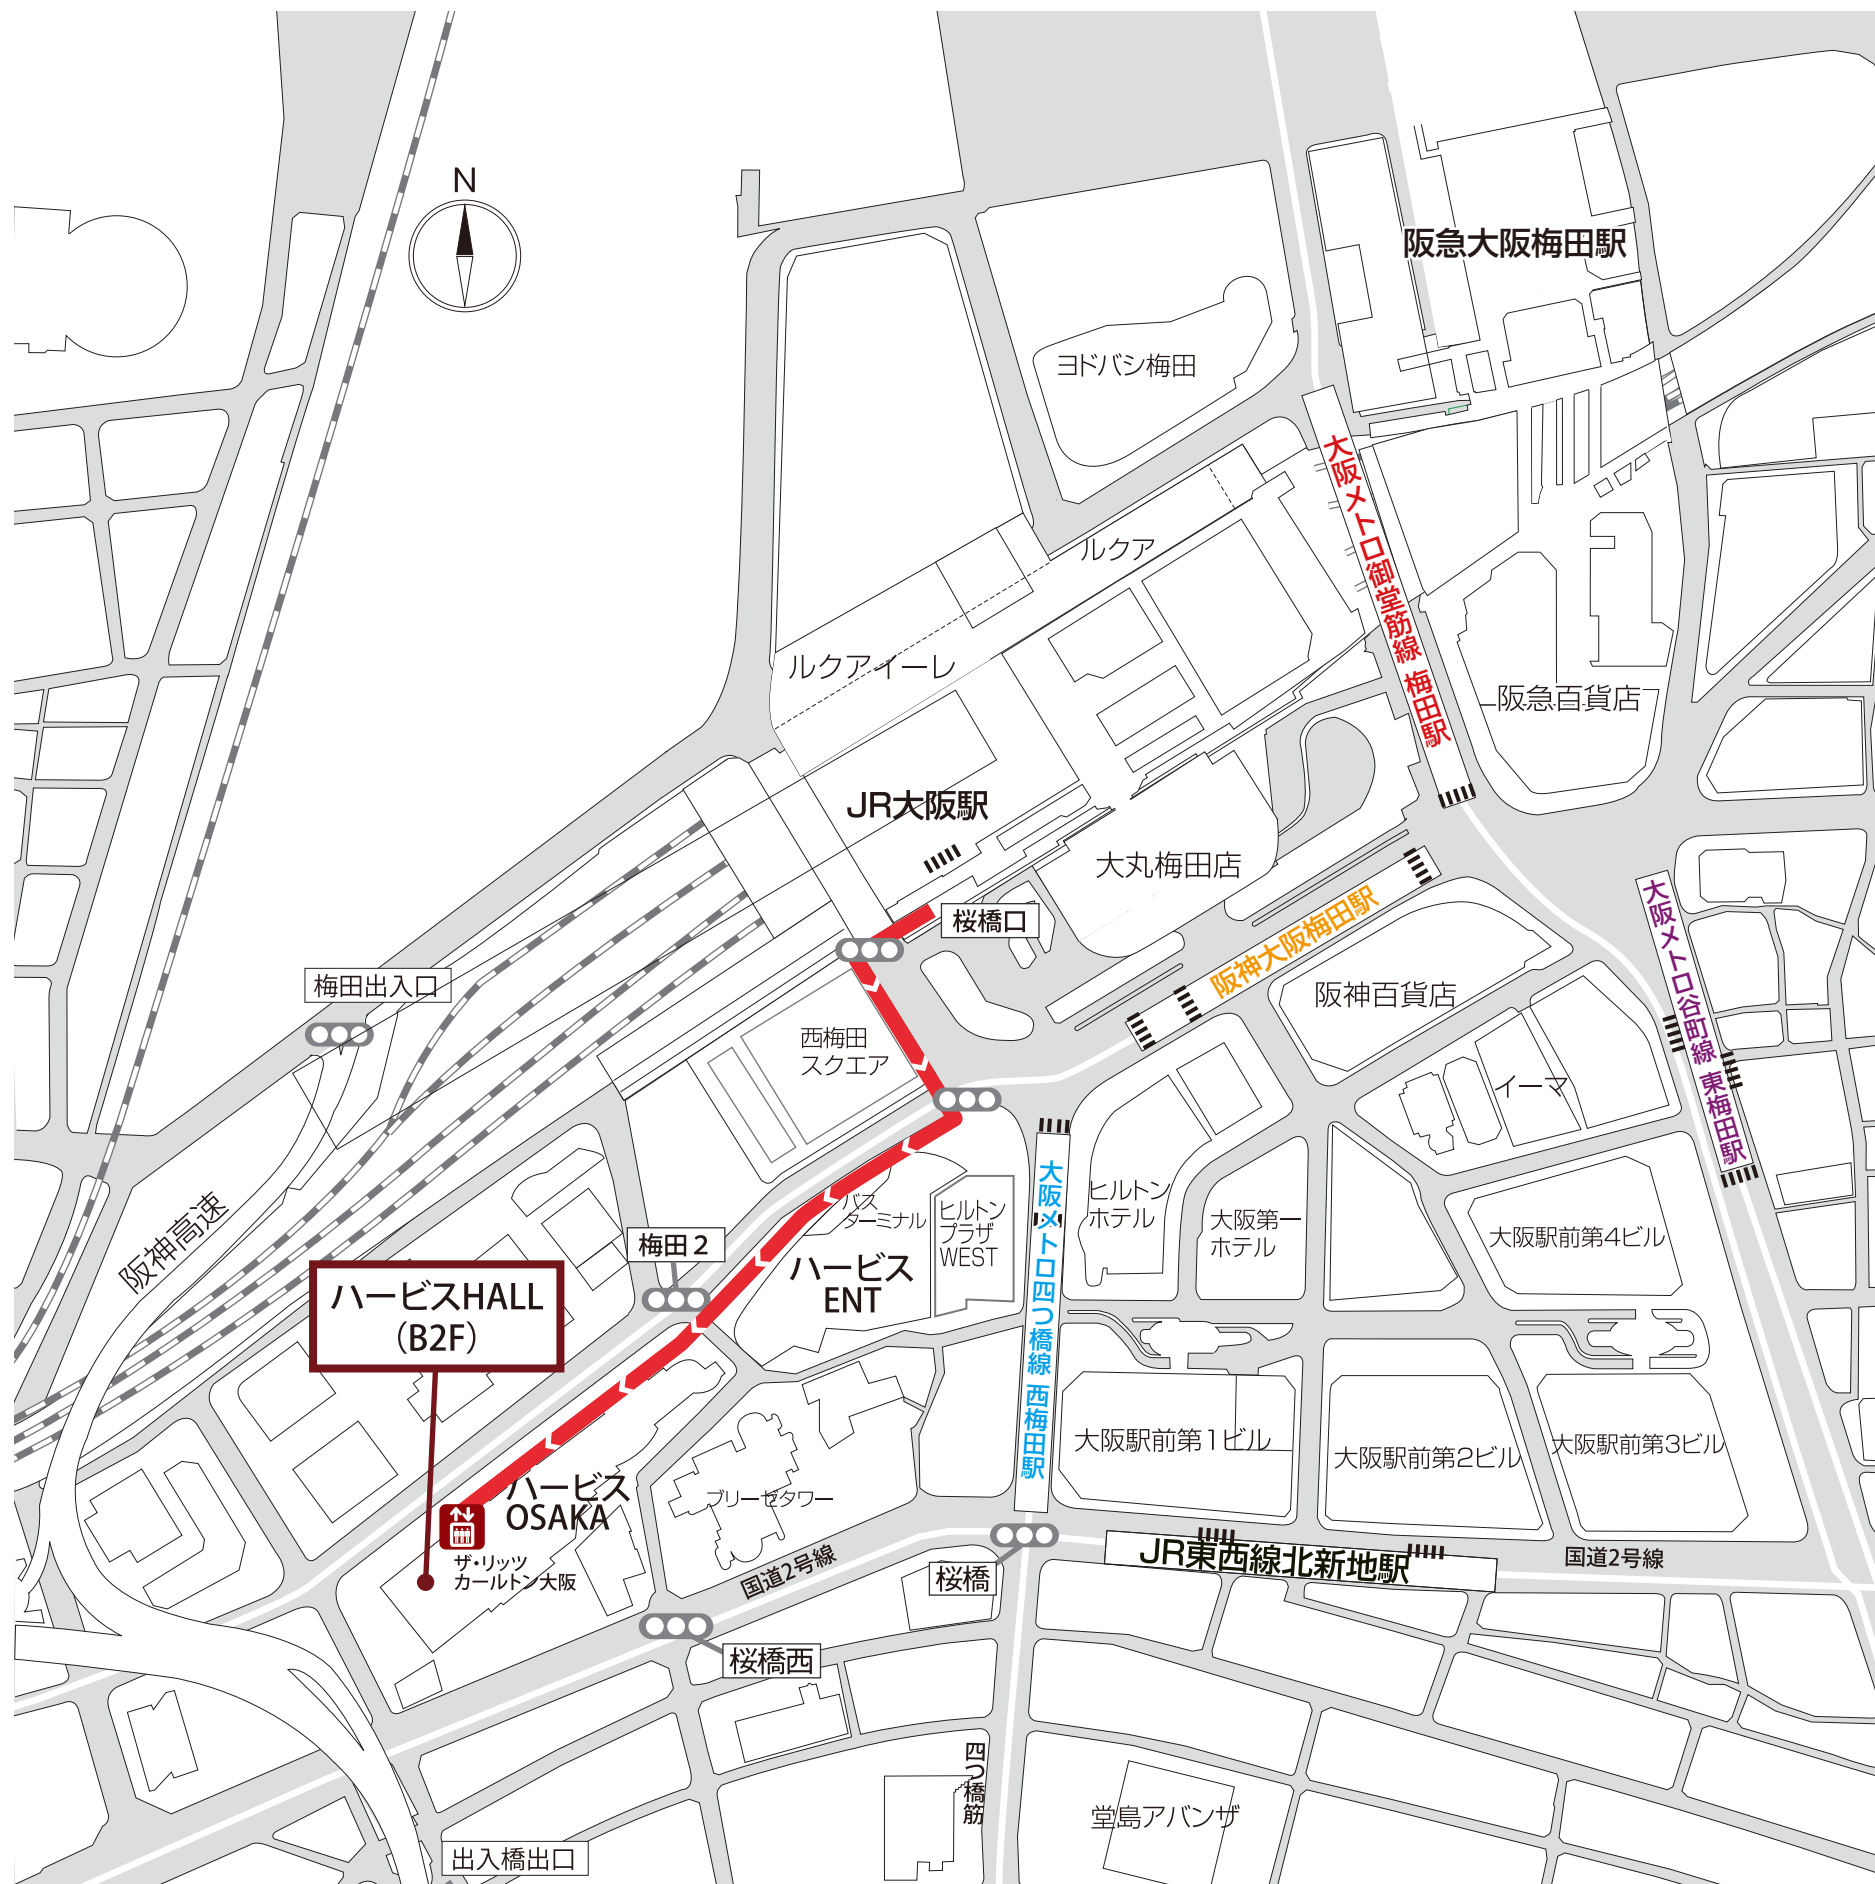 N
阪急大阪梅田駅
ヨドバシ梅田
大阪メトロ御堂筋線 梅田駅
ルクア
ルクアイーレ
阪急百貨店
JR大阪駅
大丸梅田店
桜橋口
阪神大阪梅田駅
大阪メトロ谷町線 東梅田駅
梅田出入口
阪神百貨店
西梅田
スクエア
イーマ
阪神高速
バス
ターミナル
ヒルトン
プラザ
WEST
大阪メトロ四つ橋線 西梅田駅
ヒルトン
ホテル
大阪第一
ホテル
大阪駅前第4ビル
梅田2
ハービス
ENT
ハービスHALL
(B2F)
大阪駅前第1ビル
大阪駅前第2ビル
大阪駅前第3ビル
ハービス
OSAKA
ブリーゼタワー
ザ・リッツ
カールトン大阪
国道2号線
桜橋
JR東西線北新地駅
国道2号線
桜橋西
四つ橋筋
堂島アバンザ
出入橋出口